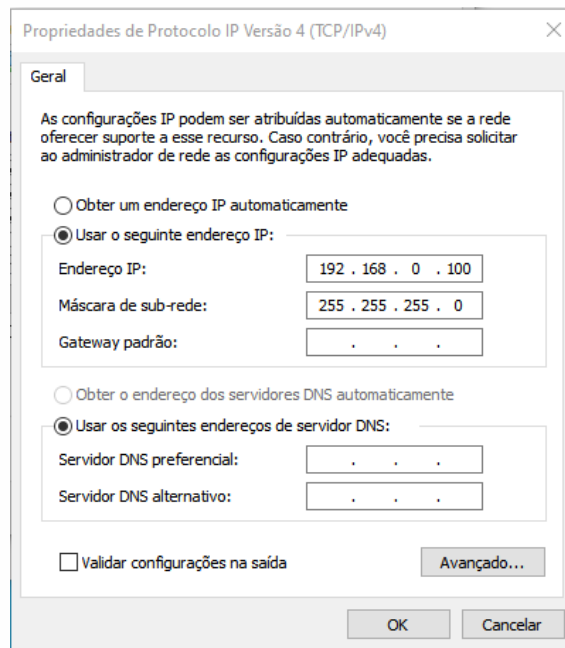 Propriedades de Protocolo IP Versão 4 (TCP/IPv4)
Geral
As configurações IP podem ser atribuídas automaticamente se a rede
oferecer suporte a esse recurso. Caso contrário, você precisa solicitar
ao administrador de rede as configurações IP adequadas.
Obter um endereço IP automaticamente
Usar o seguinte endereço IP:
Endereço IP: 192 . 168 . 0 . 100
Máscara de sub-rede: 255 . 255 . 255 . 0
Gateway padrão: . . .
Obter o endereço dos servidores DNS automaticamente
Usar os seguintes endereços de servidor DNS:
Servidor DNS preferencial: . . .
Servidor DNS alternativo: . . .
Validar configurações na saída Avançado...
OK Cancelar